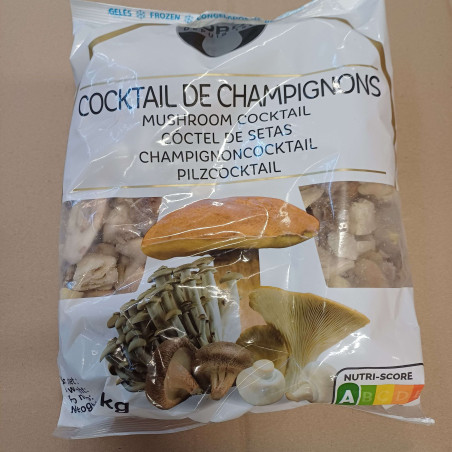 GELÉS ❄ FROZEN ❄
COCKTAIL DE CHAMPIGNONS
MUSHROOM COCKTAIL
CÓCTEL DE SETAS
CHAMPIGNONCOCKTAIL
PILZCOCKTAIL
kg
NUTRI-SCORE
A B C D